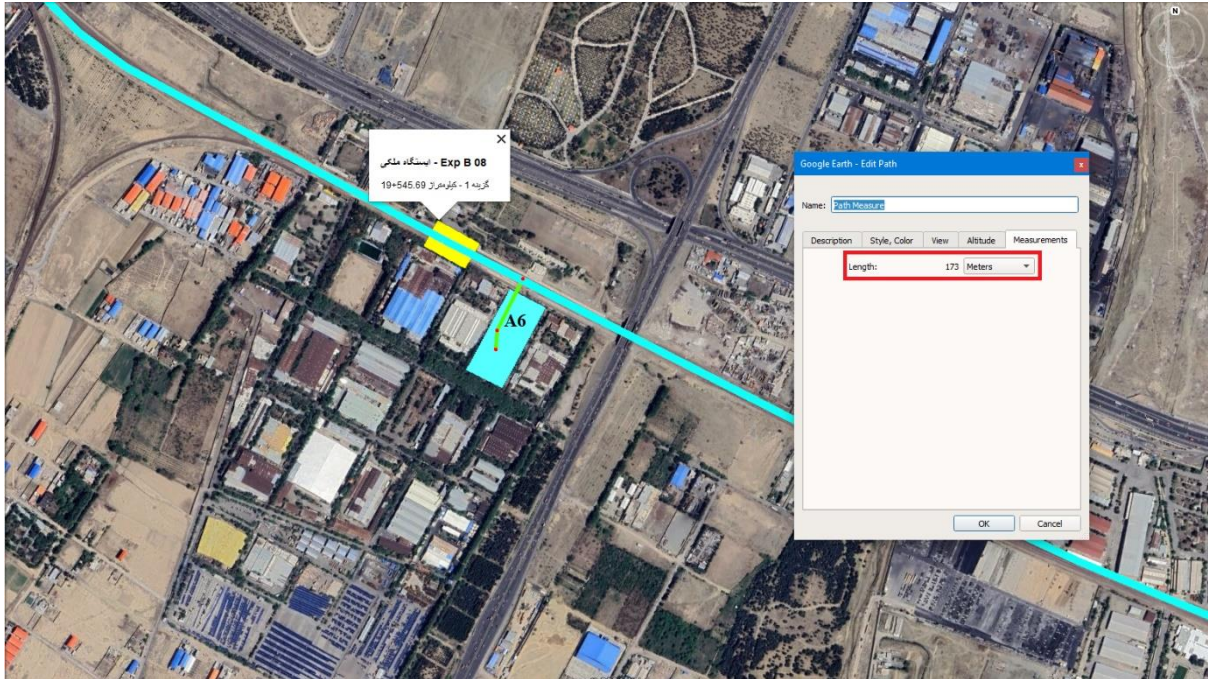 N
×
Exp B 08 - ایستگاه ملکی
گزینه 1 - کیلومتراژ 19+545.69
A6
Google Earth - Edit Path
x
Name: Path Measure
Description Style, Color View Altitude Measurements
Length: 173 Meters
OK Cancel